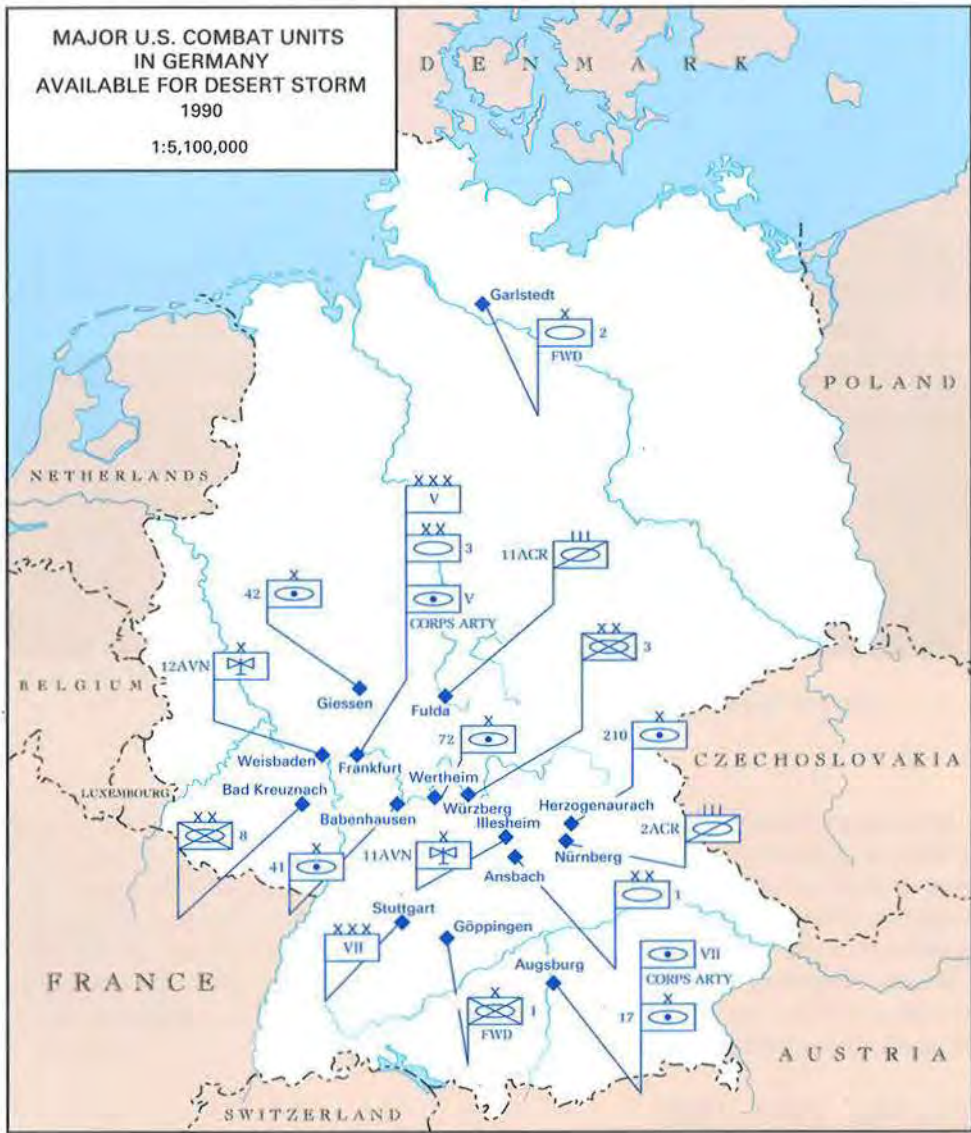 MAJOR U.S. COMBAT UNITS
IN GERMANY
AVAILABLE FOR DESERT STORM
1990
1:5,100,000
DENMARK
Garlstedt
X
2
FWD
POLAND
NETHERLANDS
XXX
V
XX
3
11ACR
III
X
42
V
CORPS ARTY
XX
3
X
12AVN
BELGIUM
Giessen
Fulda
X
72
X
210
Weisbaden
Frankfurt
Wertheim
CZECHOSLOVAKIA
LUXEMBOURG
Bad Kreuznach
Babenhausen
Würzberg
Illesheim
Herzogenaurach
III
2ACR
XX
8
X
41
X
11AVN
Nürnberg
Ansbach
XX
1
Stuttgart
Göppingen
XXX
VII
FRANCE
Augsburg
VII
CORPS ARTY
X
1
FWD
X
17
AUSTRIA
SWITZERLAND